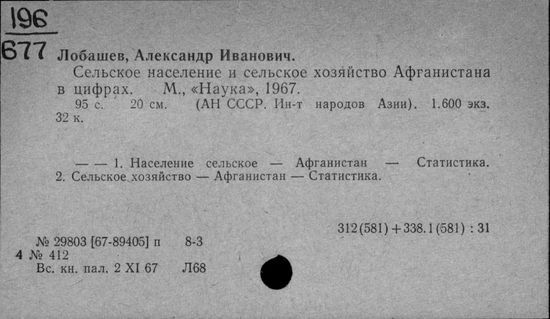 196
677
Лобашев, Александр Иванович.
Сельское население и сельское хозяйство Афганистана
в цифрах. М., «Наука», 1967.
95 с. 20 см. (АН СССР. Ин-т народов Азии). 1.600 экз.
32 к.
— — 1. Население сельское — Афганистан — Статистика.
2. Сельское хозяйство — Афганистан — Статистика.
312(581)+338.1(581) : 31
№ 29803 [67-89405] п 8-3
4 № 412
Вс. кн. пал. 2 XI 67 Л68